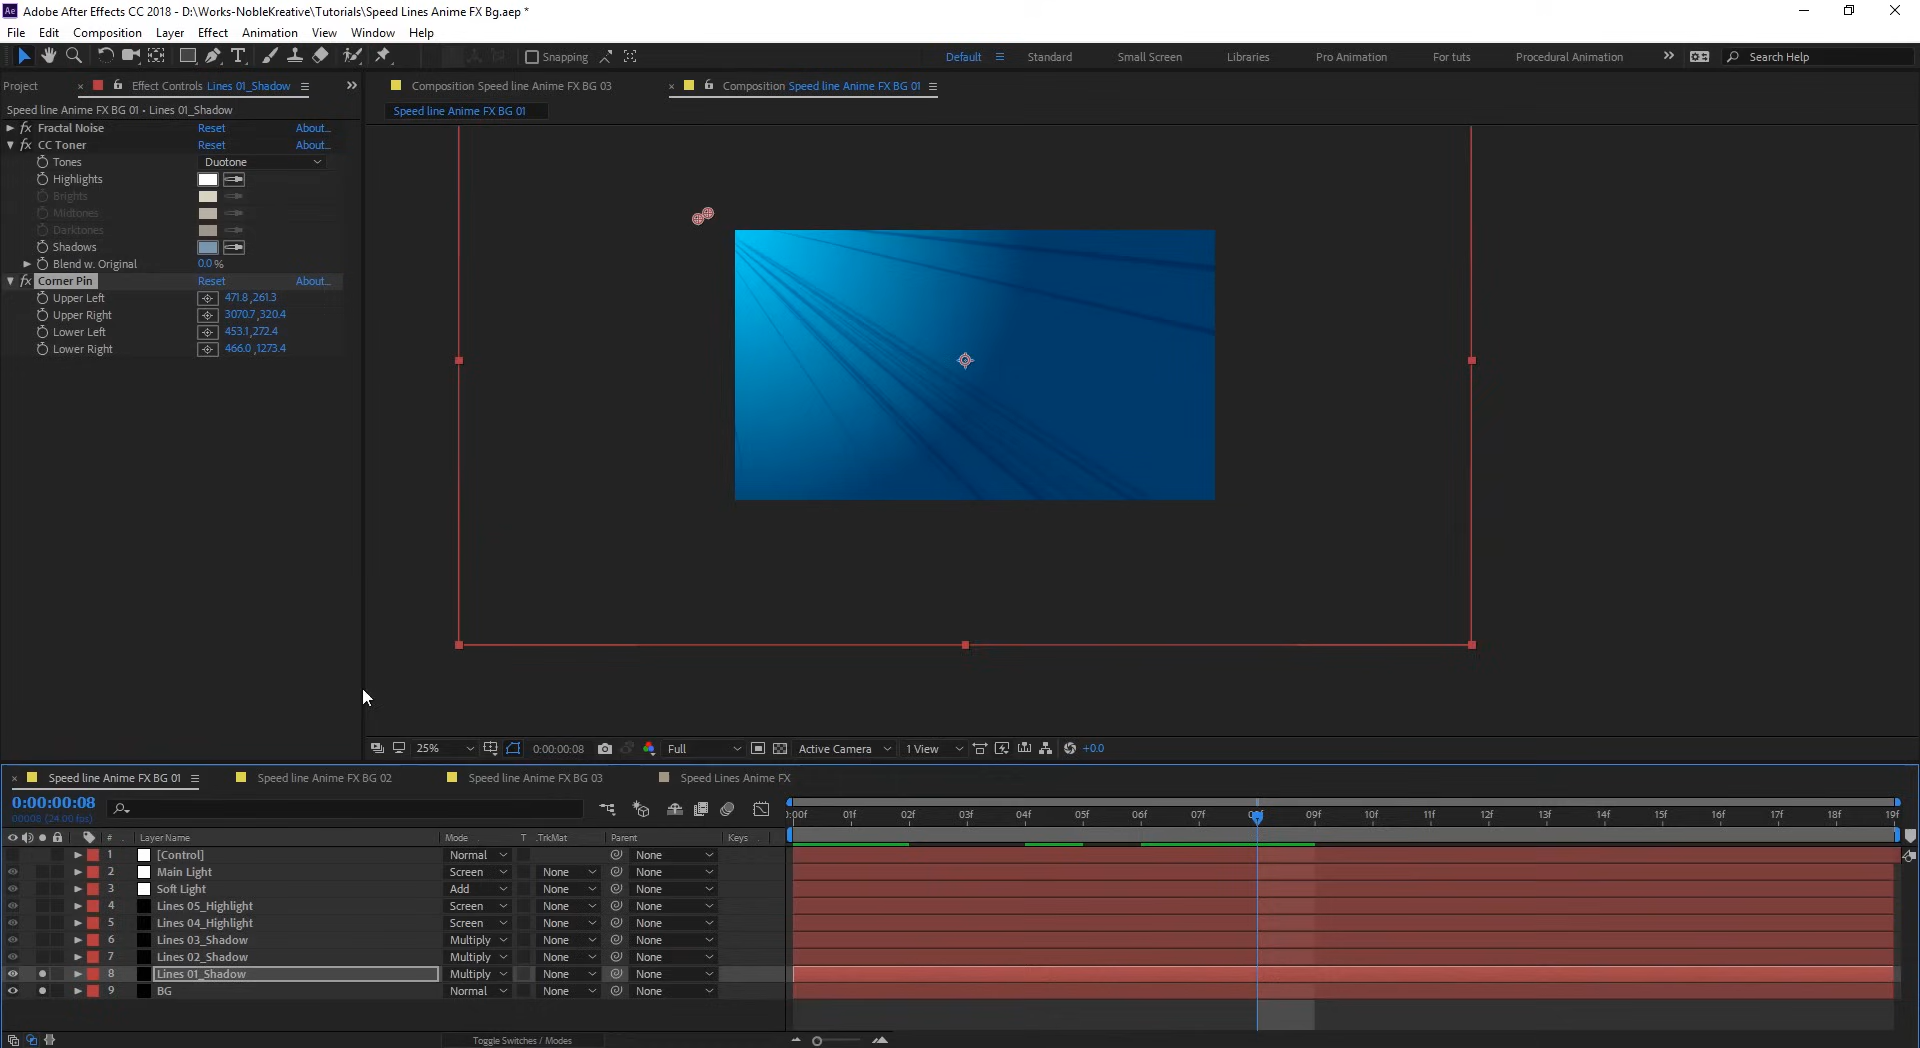 Ae Adobe After Effects CC 2018 - D:\Works-NobleKreative\Tutorials\Speed Lines Anime FX Bg.aep *
File Edit Composition Layer Effect Animation View Window Help
Snapping Default Standard Small Screen Libraries Pro Animation For tuts Procedural Animation Search Help
Project Effect Controls Lines 01_Shadow Composition Speed line Anime FX BG 03 Composition Speed line Anime FX BG 01
Speed line Anime FX BG 01 • Lines 01_Shadow Speed line Anime FX BG 01
fx Fractal Noise Reset About...
fx CC Toner Reset About...
Tones Duotone
Highlights
Brights
Midtones
Darktones
Shadows
Blend w. Original 0.0 %
fx Corner Pin Reset About...
Upper Left 471.8 ,261.3
Upper Right 3070.7 ,320.4
Lower Left 453.1 ,272.4
Lower Right 466.0 ,1273.4
25% 0:00:00:08 Full Active Camera 1 View +0.0
Speed line Anime FX BG 01 Speed line Anime FX BG 02 Speed line Anime FX BG 03 Speed Lines Anime FX
0:00:00:08
00008 (24.00 fps)
:00f 01f 02f 03f 04f 05f 06f 07f 09f 10f 11f 12f 13f 14f 15f 16f 17f 18f 19f
# Layer Name Mode T .TrkMat Parent Keys
1 [Control] Normal None
2 Main Light Screen None None
3 Soft Light Add None None
4 Lines 05_Highlight Screen None None
5 Lines 04_Highlight Screen None None
6 Lines 03_Shadow Multiply None None
7 Lines 02_Shadow Multiply None None
8 Lines 01_Shadow Multiply None None
9 BG Normal None None
Toggle Switches / Modes